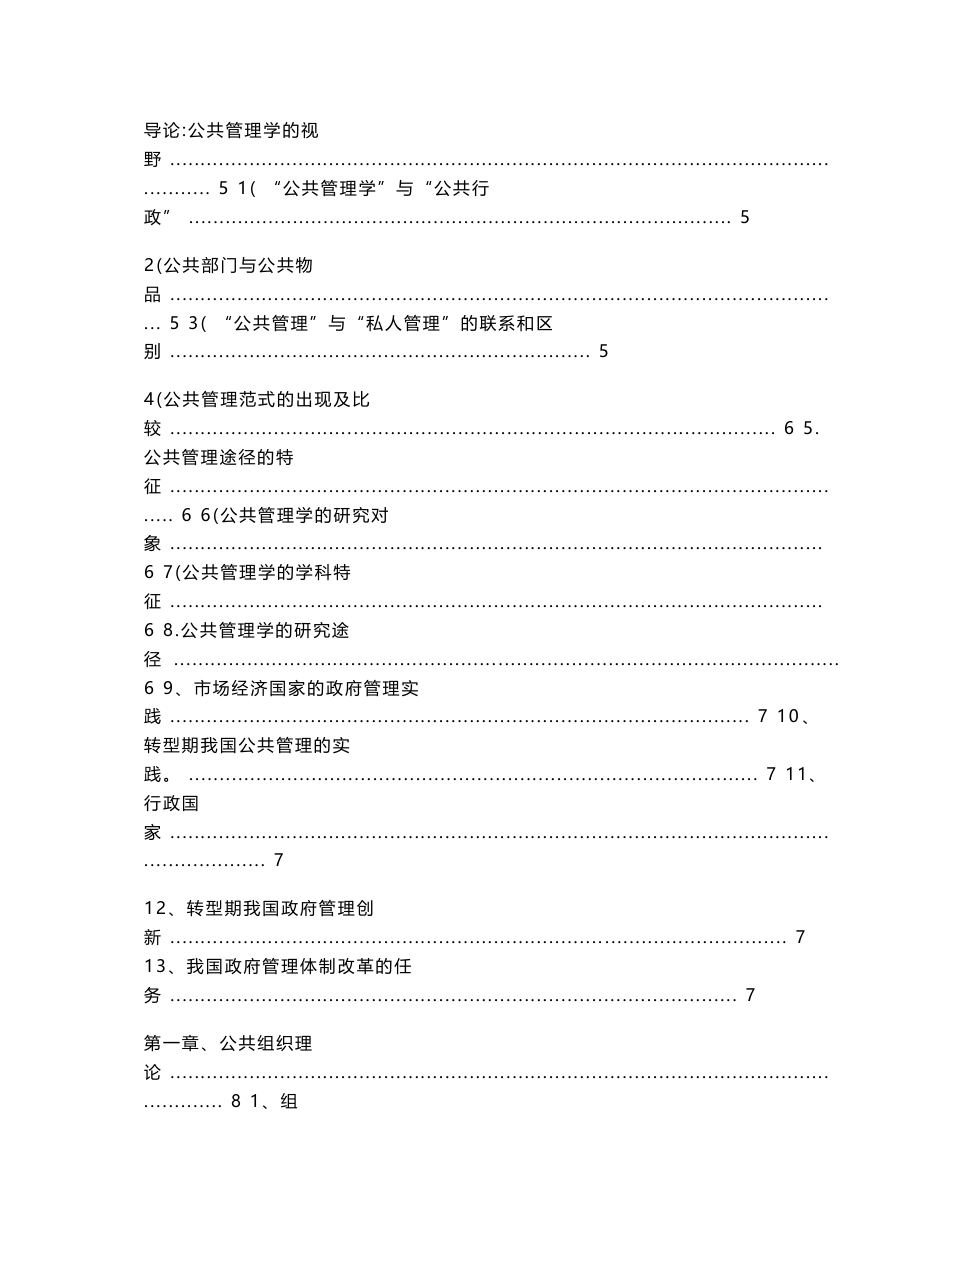 导论:公共管理学的视
野 ............................................................................................................
........... 5 1( “公共管理学”与“公共行
政” ......................................................................................... 5
2(公共部门与公共物
品 ............................................................................................................
... 5 3( “公共管理”与“私人管理”的联系和区
别 ..................................................................... 5
4(公共管理范式的出现及比
较 ................................................................................................... 6 5.
公共管理途径的特
征 ............................................................................................................
..... 6 6(公共管理学的研究对
象 ...........................................................................................................
6 7(公共管理学的学科特
征 ...........................................................................................................
6 8.公共管理学的研究途
径 .............................................................................................................
6 9、市场经济国家的政府管理实
践 ............................................................................................... 7 10、
转型期我国公共管理的实
践。 ............................................................................................. 7 11、
行政国
家 ............................................................................................................
.................... 7
12、转型期我国政府管理创
新 ..................................................................................................... 7
13、我国政府管理体制改革的任
务 ............................................................................................. 7
第一章、公共组织理
论 ............................................................................................................
............. 8 1、组